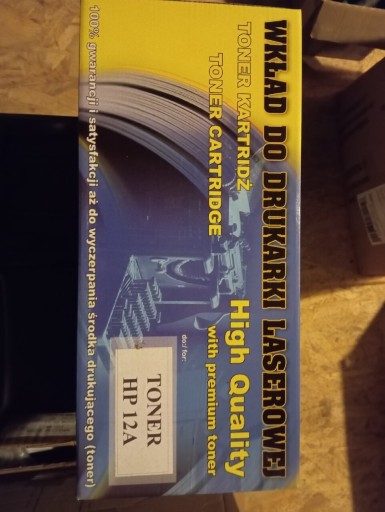 WKŁAD DO DRUKARKI LASEROWEJ
TONER KARTRIDŻ
TONER CARTRIDGE
High Quality
with premium toner
do / for:
TONER
HP 12A
100% gwarancji i satysfakcji aż do wyczerpania środka drukującego (toner)